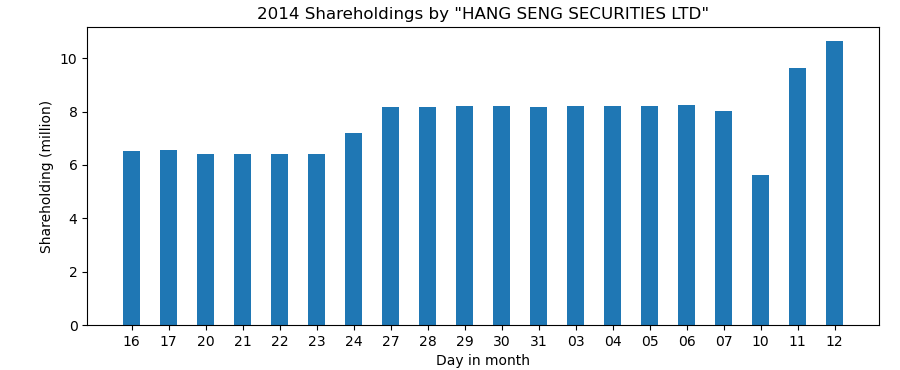 2014 Shareholdings by "HANG SENG SECURITIES LTD"
Shareholding (million)
10
8
6
4
2
0
16 17 20 21 22 23 24 27 28 29 30 31 03 04 05 06 07 10 11 12
Day in month